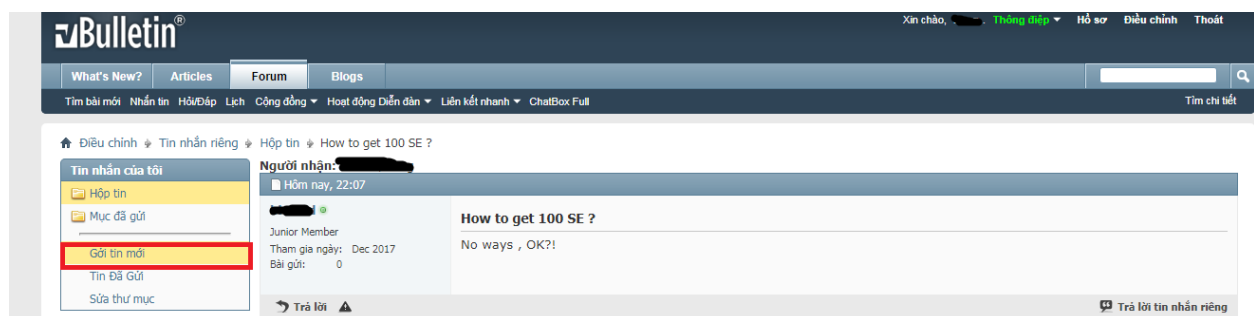 vBulletin®
Xin chào, . Thông điệp Hồ sơ Điều chỉnh Thoát
What's New? Articles Forum Blogs
Tìm bài mới Nhắn tin Hỏi/Đáp Lịch Cộng đồng Hoạt động Diễn đàn Liên kết nhanh ChatBox Full Tìm chi tiết
Điều chỉnh Tin nhắn riêng Hộp tin How to get 100 SE ?
Tin nhắn của tôi
Hộp tin
Mục đã gửi
Gởi tin mới
Tin Đã Gửi
Sửa thư mục
Người nhận:
Hôm nay, 22:07
Junior Member
Tham gia ngày: Dec 2017
Bài gửi: 0
How to get 100 SE ?
No ways , OK?!
Trả lời Trả lời tin nhắn riêng